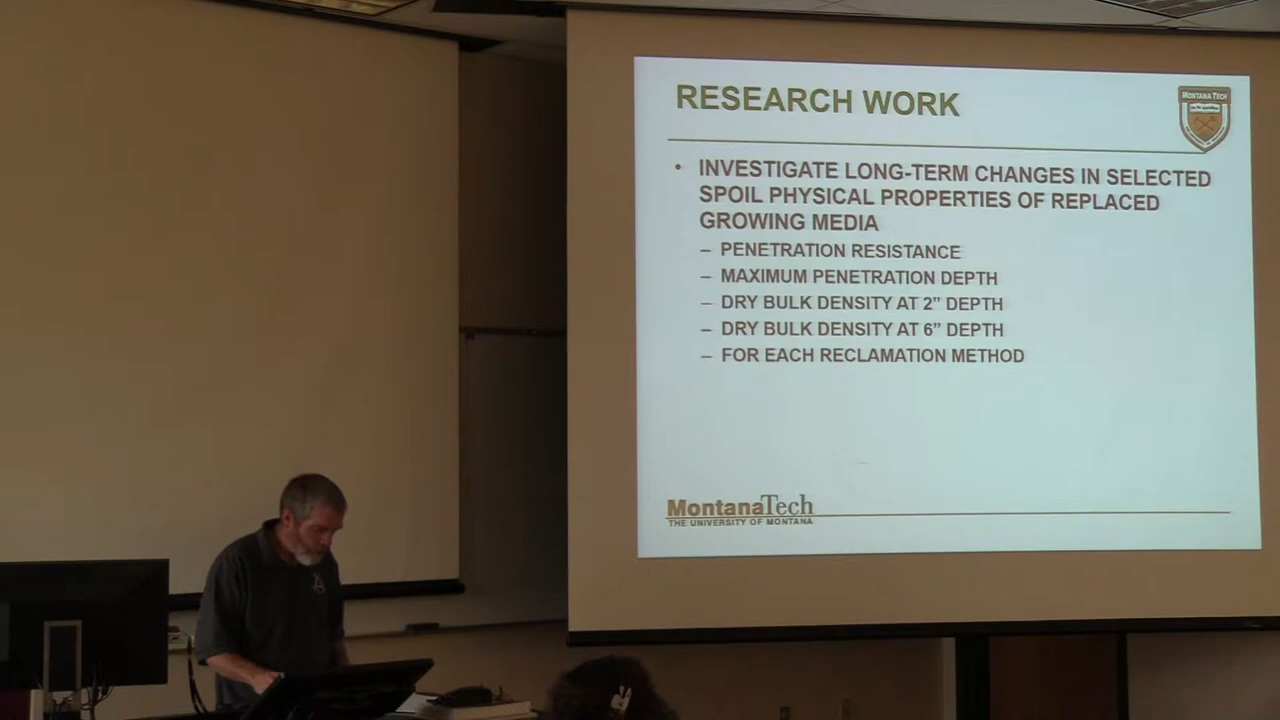 RESEARCH WORK
MONTANA TECH
• INVESTIGATE LONG-TERM CHANGES IN SELECTED
SPOIL PHYSICAL PROPERTIES OF REPLACED
GROWING MEDIA
– PENETRATION RESISTANCE
– MAXIMUM PENETRATION DEPTH
– DRY BULK DENSITY AT 2” DEPTH
– DRY BULK DENSITY AT 6” DEPTH
– FOR EACH RECLAMATION METHOD
MontanaTech
THE UNIVERSITY OF MONTANA